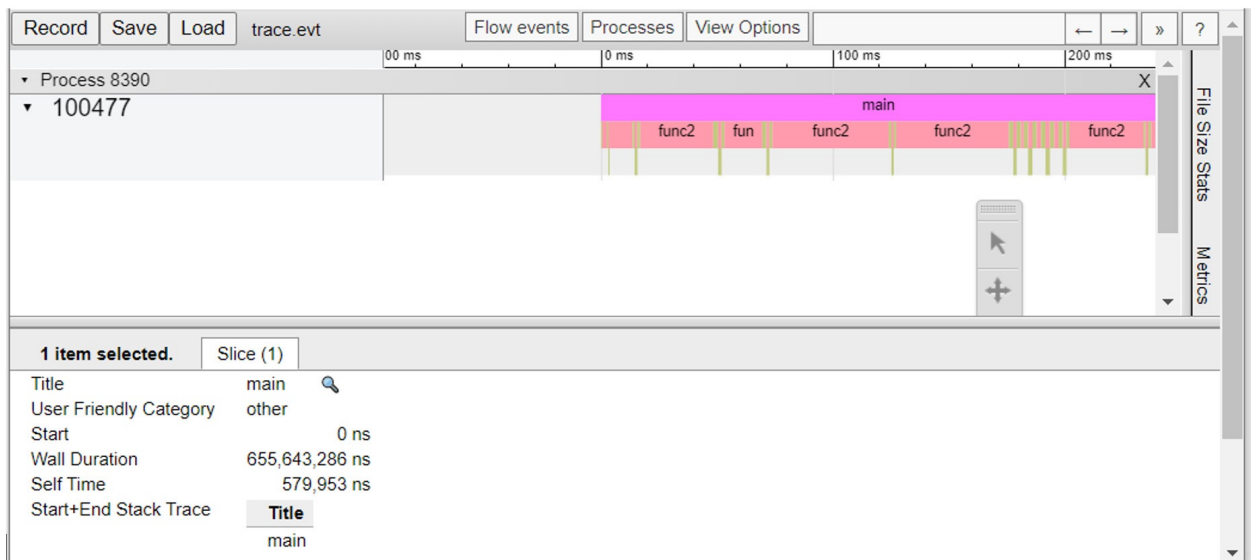 Record Save Load trace.evt Flow events Processes View Options ← → » ?
00 ms 0 ms 100 ms 200 ms
▾ Process 8390 X
▾ 100477 main
func2 fun func2 func2 func2
File Size Stats
Metrics
1 item selected. Slice (1)
Title main
User Friendly Category other
Start 0 ns
Wall Duration 655,643,286 ns
Self Time 579,953 ns
Start+End Stack Trace Title
main